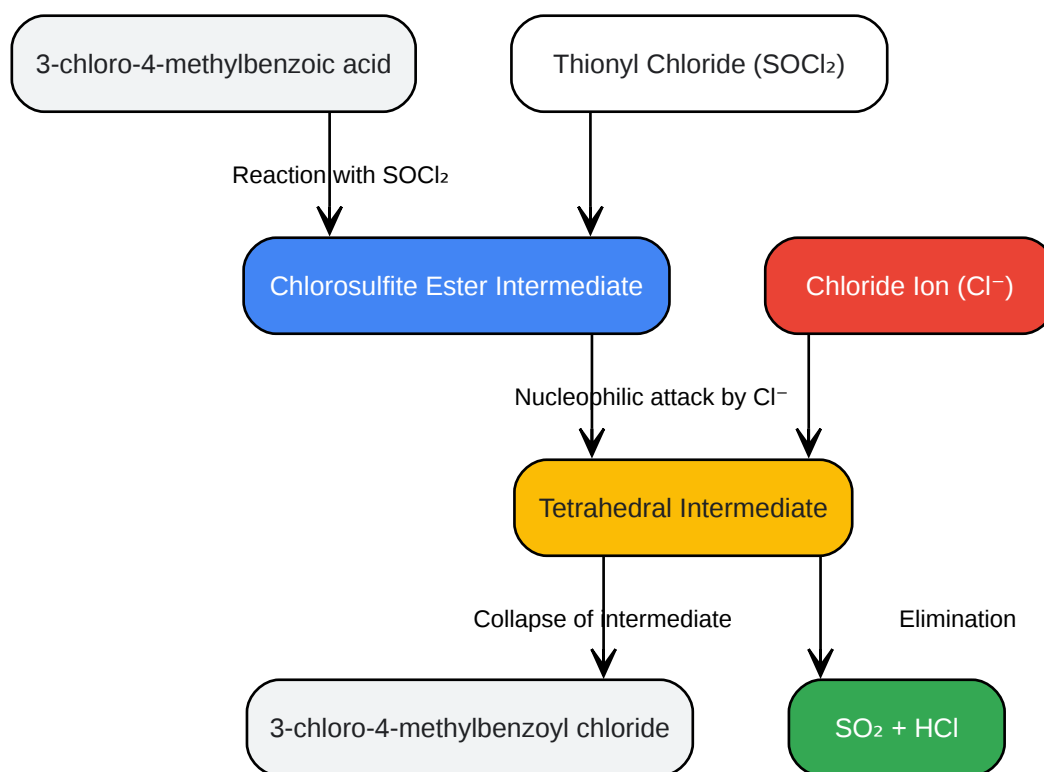 3-chloro-4-methylbenzoic acid
Thionyl Chloride (SOCl₂)
Reaction with SOCl₂
Chlorosulfite Ester Intermediate
Chloride Ion (Cl⁻)
Nucleophilic attack by Cl⁻
Tetrahedral Intermediate
Collapse of intermediate
Elimination
3-chloro-4-methylbenzoyl chloride
SO₂ + HCl